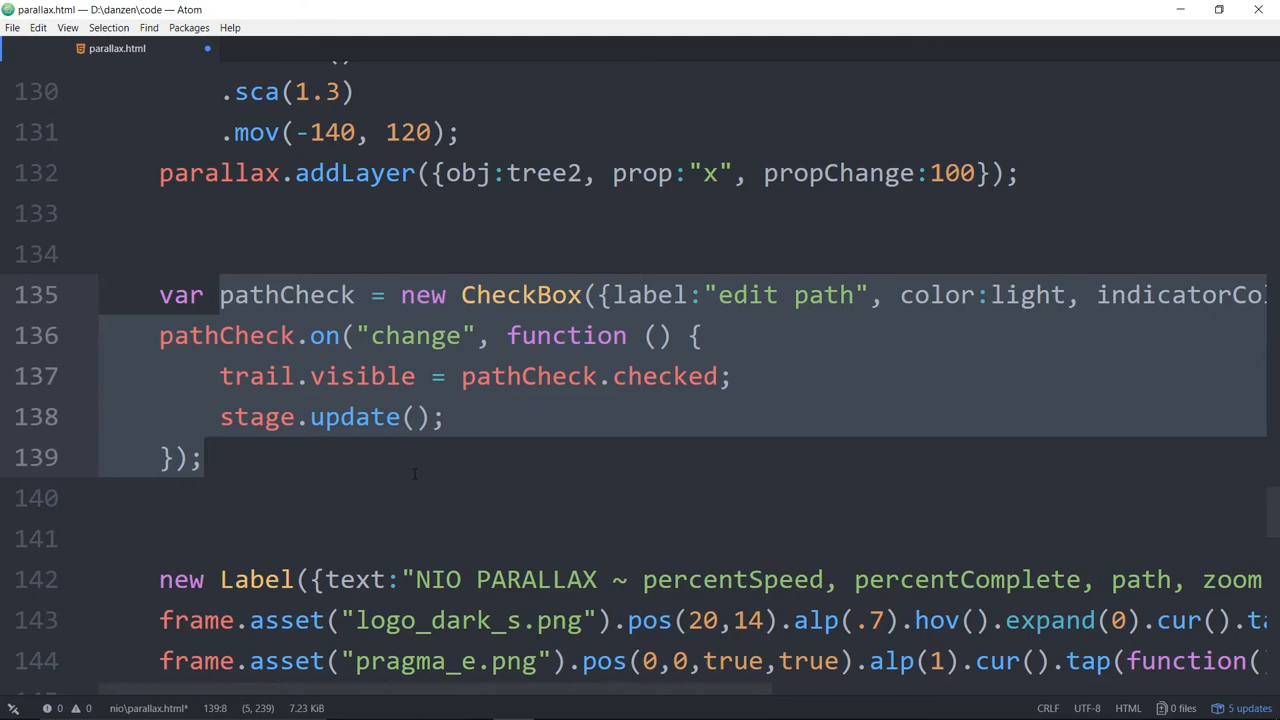 parallax.html — D:\danzen\code — Atom
File Edit View Selection Find Packages Help
parallax.html
130 .sca(1.3)
131 .mov(-140, 120);
132 parallax.addLayer({obj:tree2, prop:"x", propChange:100});
133
134
135 var pathCheck = new CheckBox({label:"edit path", color:light, indicatorCol
136 pathCheck.on("change", function () {
137 trail.visible = pathCheck.checked;
138 stage.update();
139 });
140
141
142 new Label({text:"NIO PARALLAX ~ percentSpeed, percentComplete, path, zoom
143 frame.asset("logo_dark_s.png").pos(20,14).alp(.7).hov().expand(0).cur().ta
144 frame.asset("pragma_e.png").pos(0,0,true,true).alp(1).cur().tap(function()
0 0 nio\parallax.html* 139:8 (5, 239) 7.23 KiB CRLF UTF-8 HTML 0 files 5 updates